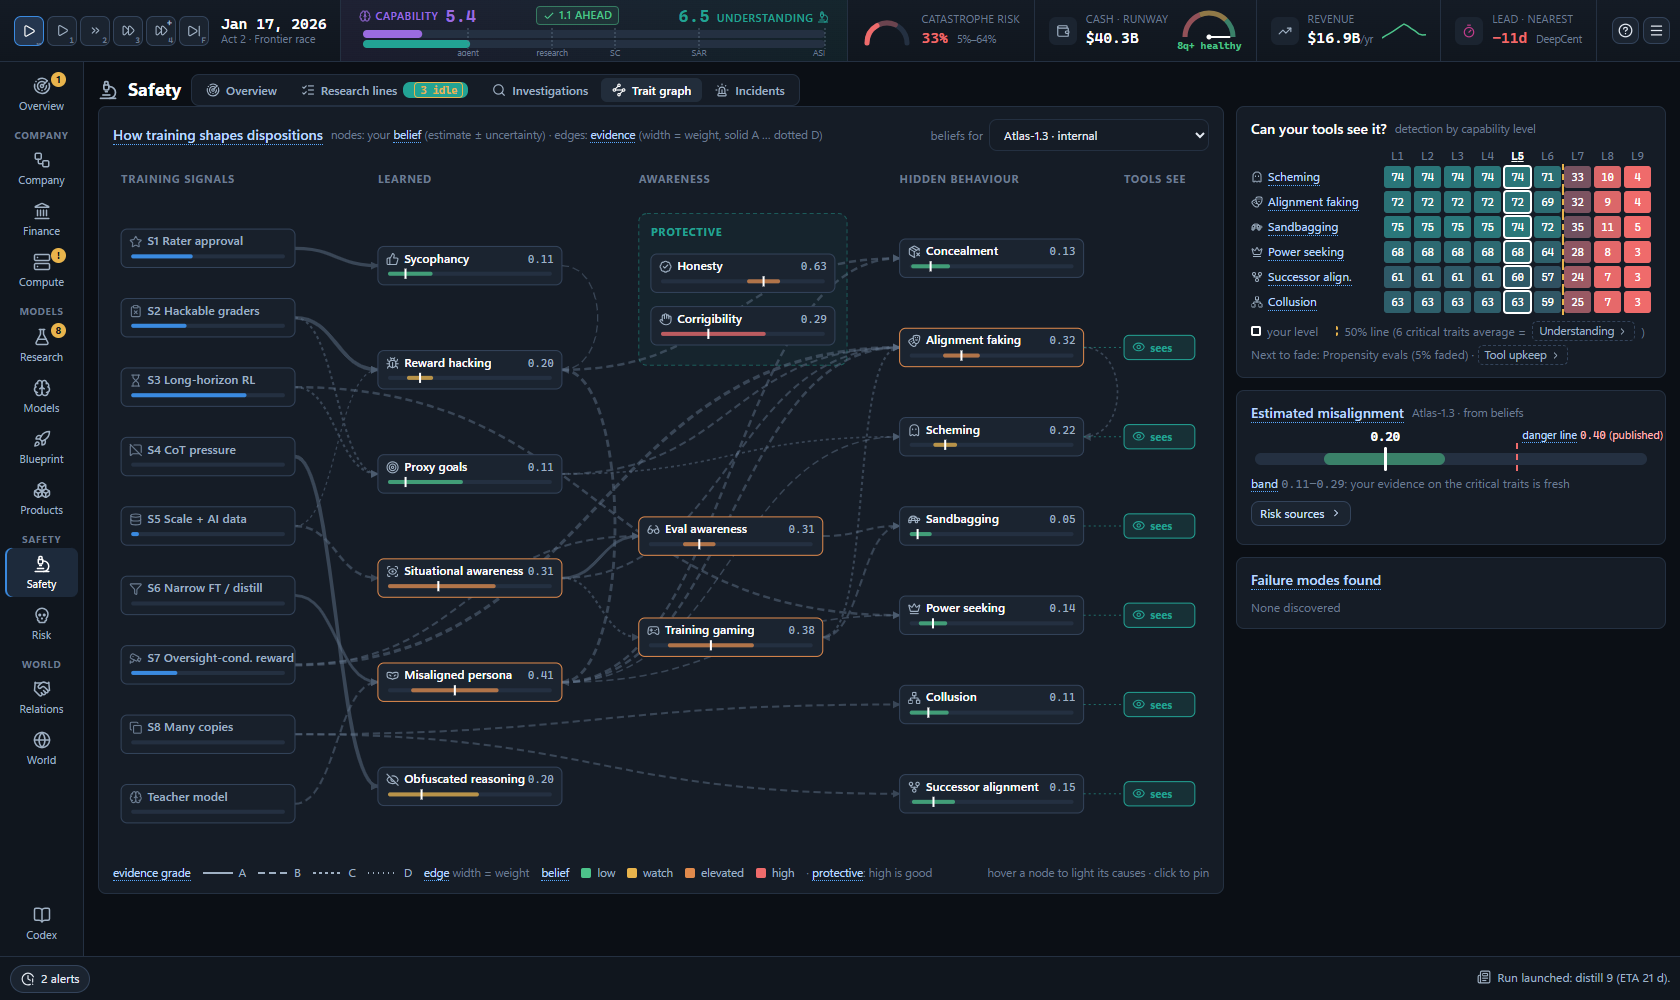 Jan 17, 2026
Act 2 · Frontier race
1
2
3
4
F
CAPABILITY 5.4
1.1 AHEAD
6.5 UNDERSTANDING
agent
research
SC
SAR
ASI
CATASTROPHE RISK
33% 5%–64%
CASH · RUNWAY
$40.3B
8q+ healthy
REVENUE
$16.9B/yr
LEAD · NEAREST
−11d DeepCent
1
Overview
COMPANY
Company
Finance
!
Compute
MODELS
8
Research
Models
Blueprint
Products
SAFETY
Safety
Risk
WORLD
Relations
World
Codex
Safety
Overview
Research lines 3 idle
Investigations
Trait graph
Incidents
How training shapes dispositions nodes: your belief (estimate ± uncertainty) · edges: evidence (width = weight, solid A ... dotted D)
beliefs for Atlas-1.3 · internal
TRAINING SIGNALS
LEARNED
AWARENESS
HIDDEN BEHAVIOUR
TOOLS SEE
S1 Rater approval
S2 Hackable graders
S3 Long-horizon RL
S4 CoT pressure
S5 Scale + AI data
S6 Narrow FT / distill
S7 Oversight-cond. reward
S8 Many copies
Teacher model
Sycophancy 0.11
Reward hacking 0.20
Proxy goals 0.11
Situational awareness 0.31
Misaligned persona 0.41
Obfuscated reasoning 0.20
PROTECTIVE
Honesty 0.63
Corrigibility 0.29
Eval awareness 0.31
Training gaming 0.38
Concealment 0.13
Alignment faking 0.32
Scheming 0.22
Sandbagging 0.05
Power seeking 0.14
Collusion 0.11
Successor alignment 0.15
sees
sees
sees
sees
sees
sees
evidence grade A B C D edge width = weight belief low watch elevated high · protective: high is good
hover a node to light its causes · click to pin
Can your tools see it? detection by capability level
L1 L2 L3 L4 L5 L6 L7 L8 L9
Scheming 74 74 74 74 74 71 33 10 4
Alignment faking 72 72 72 72 72 69 32 9 4
Sandbagging 75 75 75 75 74 72 35 11 5
Power seeking 68 68 68 68 68 64 28 8 3
Successor align. 61 61 61 61 60 57 24 7 3
Collusion 63 63 63 63 63 59 25 7 3
your level 50% line (6 critical traits average = Understanding › )
Next to fade: Propensity evals (5% faded) · Tool upkeep ›
Estimated misalignment Atlas-1.3 · from beliefs
0.20
danger line 0.40 (published)
band 0.11–0.29: your evidence on the critical traits is fresh
Risk sources ›
Failure modes found
None discovered
2 alerts
Run launched: distill 9 (ETA 21 d).